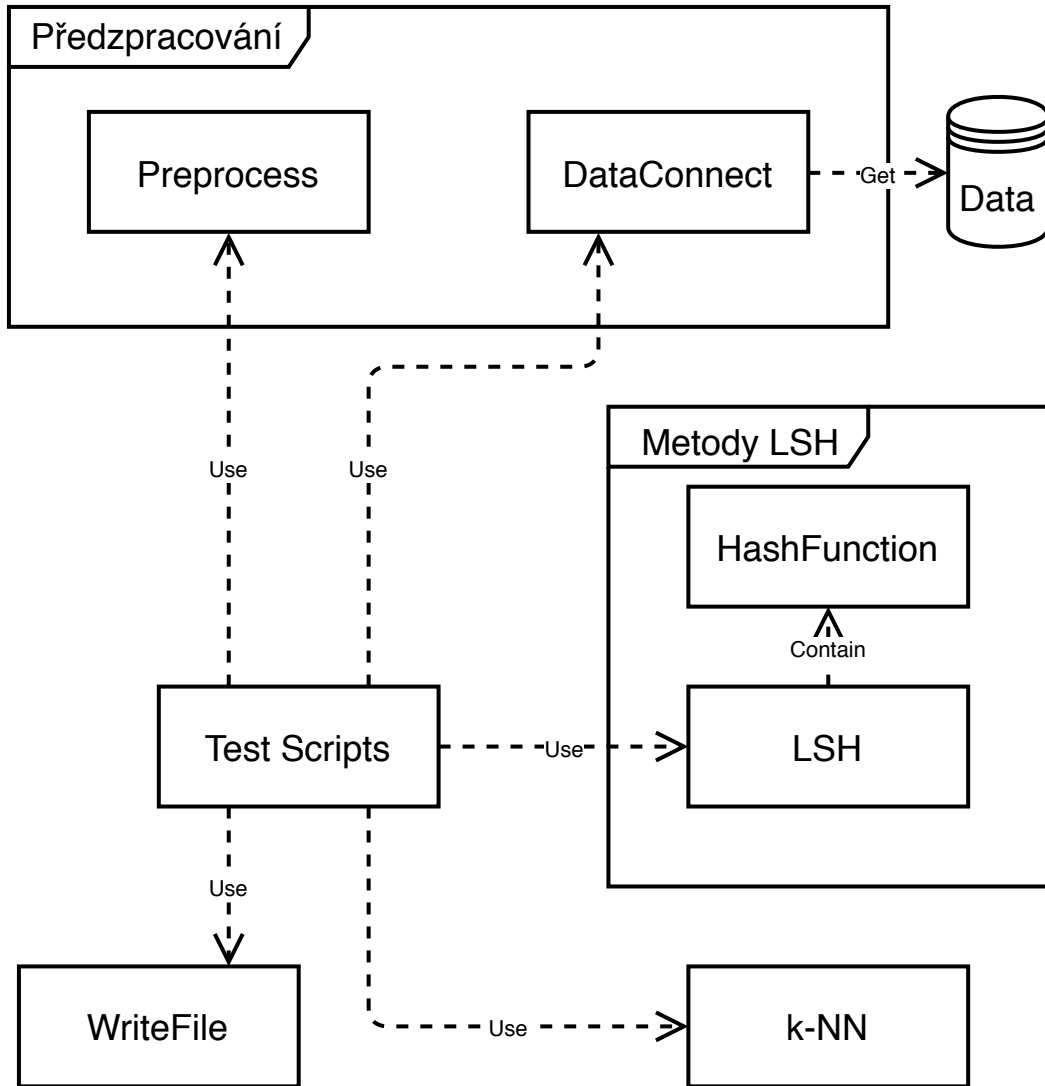 Předzpracování
Preprocess
DataConnect
Get
Data
Use
Use
Metody LSH
HashFunction
Contain
Test Scripts
Use
LSH
Use
WriteFile
Use
k-NN